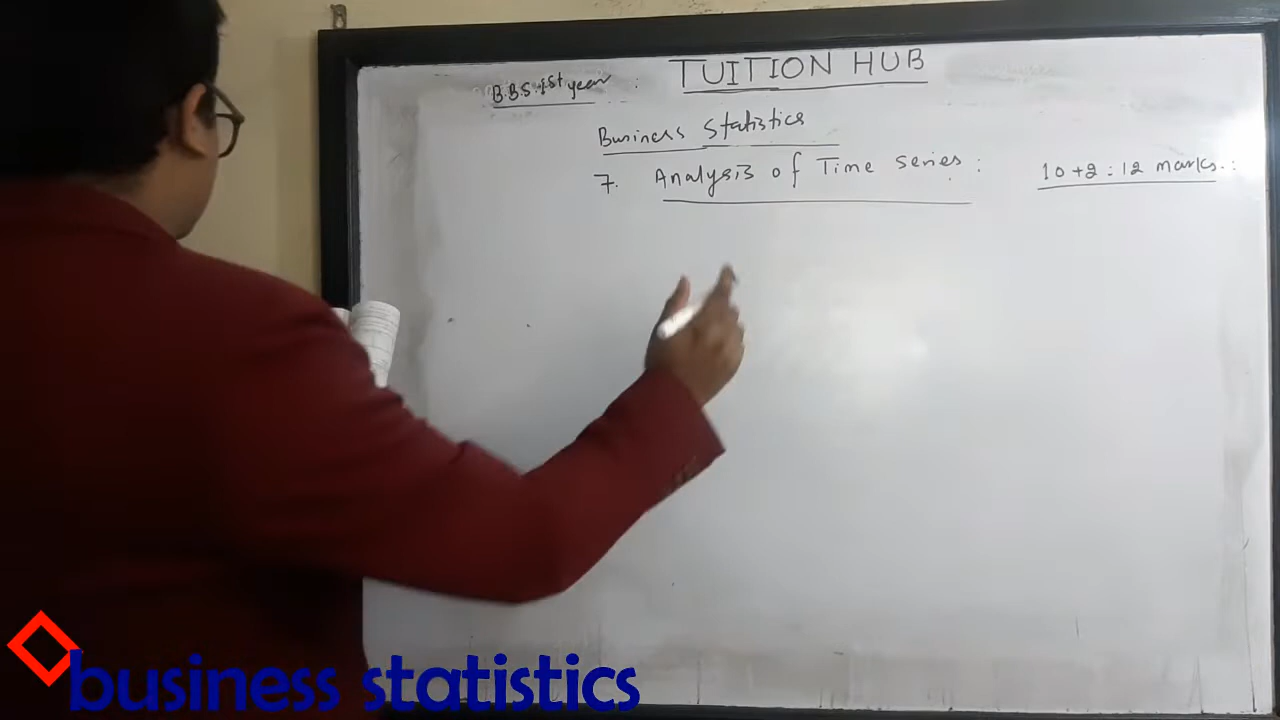 TUITION HUB
B.B.S 1st year :
Business Statistics
7. Analysis of Time series :
10 + 2 : 12 marks. :
business statistics